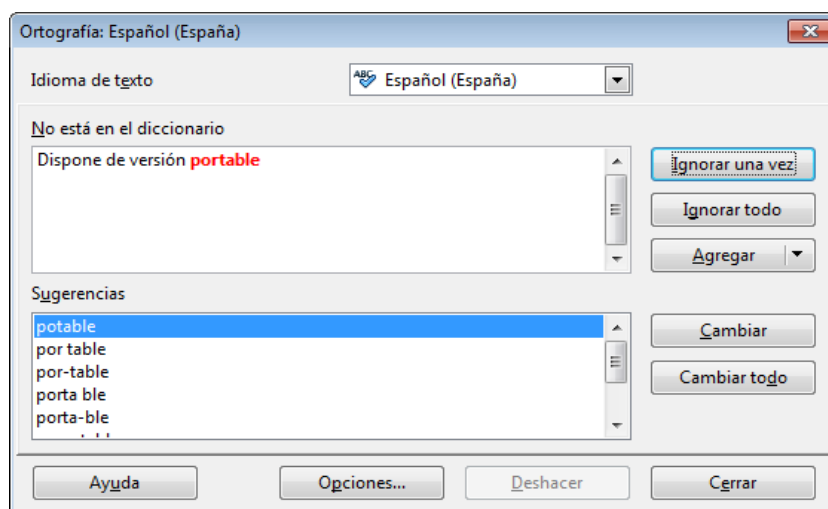 Ortografía: Español (España)
Idioma de texto
ABC Español (España)
No está en el diccionario
Dispone de versión portable
Ignorar una vez
Ignorar todo
Agregar
Sugerencias
potable
por table
por-table
porta ble
porta-ble
Cambiar
Cambiar todo
Ayuda
Opciones...
Deshacer
Cerrar